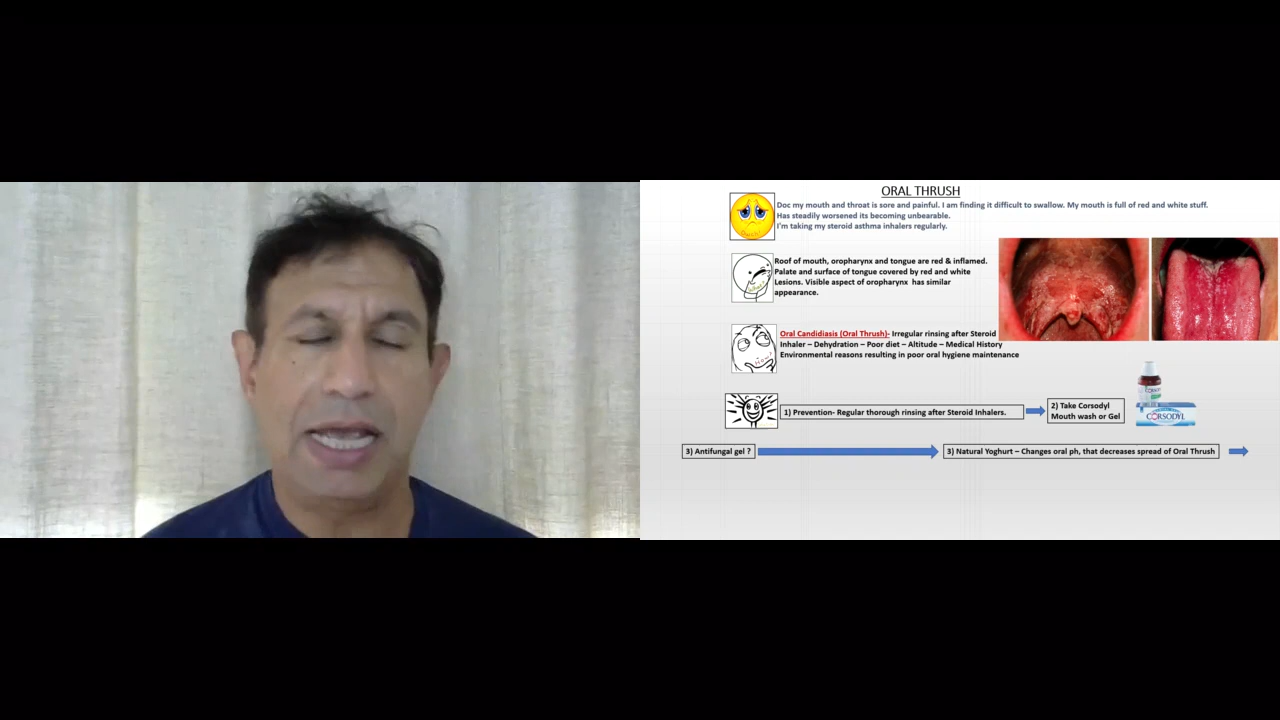 ORAL THRUSH
Doc my mouth and throat is sore and painful. I am finding it difficult to swallow. My mouth is full of red and white stuff.
Has steadily worsened its becoming unbearable.
I'm taking my steroid asthma inhalers regularly.
Roof of mouth, oropharynx and tongue are red & inflamed.
Palate and surface of tongue covered by red and white
Lesions. Visible aspect of oropharynx has similar
appearance.
Oral Candidiasis (Oral Thrush)- Irregular rinsing after Steroid
Inhaler – Dehydration – Poor diet – Altitude – Medical History
Environmental reasons resulting in poor oral hygiene maintenance
1) Prevention- Regular thorough rinsing after Steroid Inhalers.
2) Take Corsodyl
Mouth wash or Gel
CORSODYL
3) Antifungal gel ?
3) Natural Yoghurt – Changes oral ph, that decreases spread of Oral Thrush